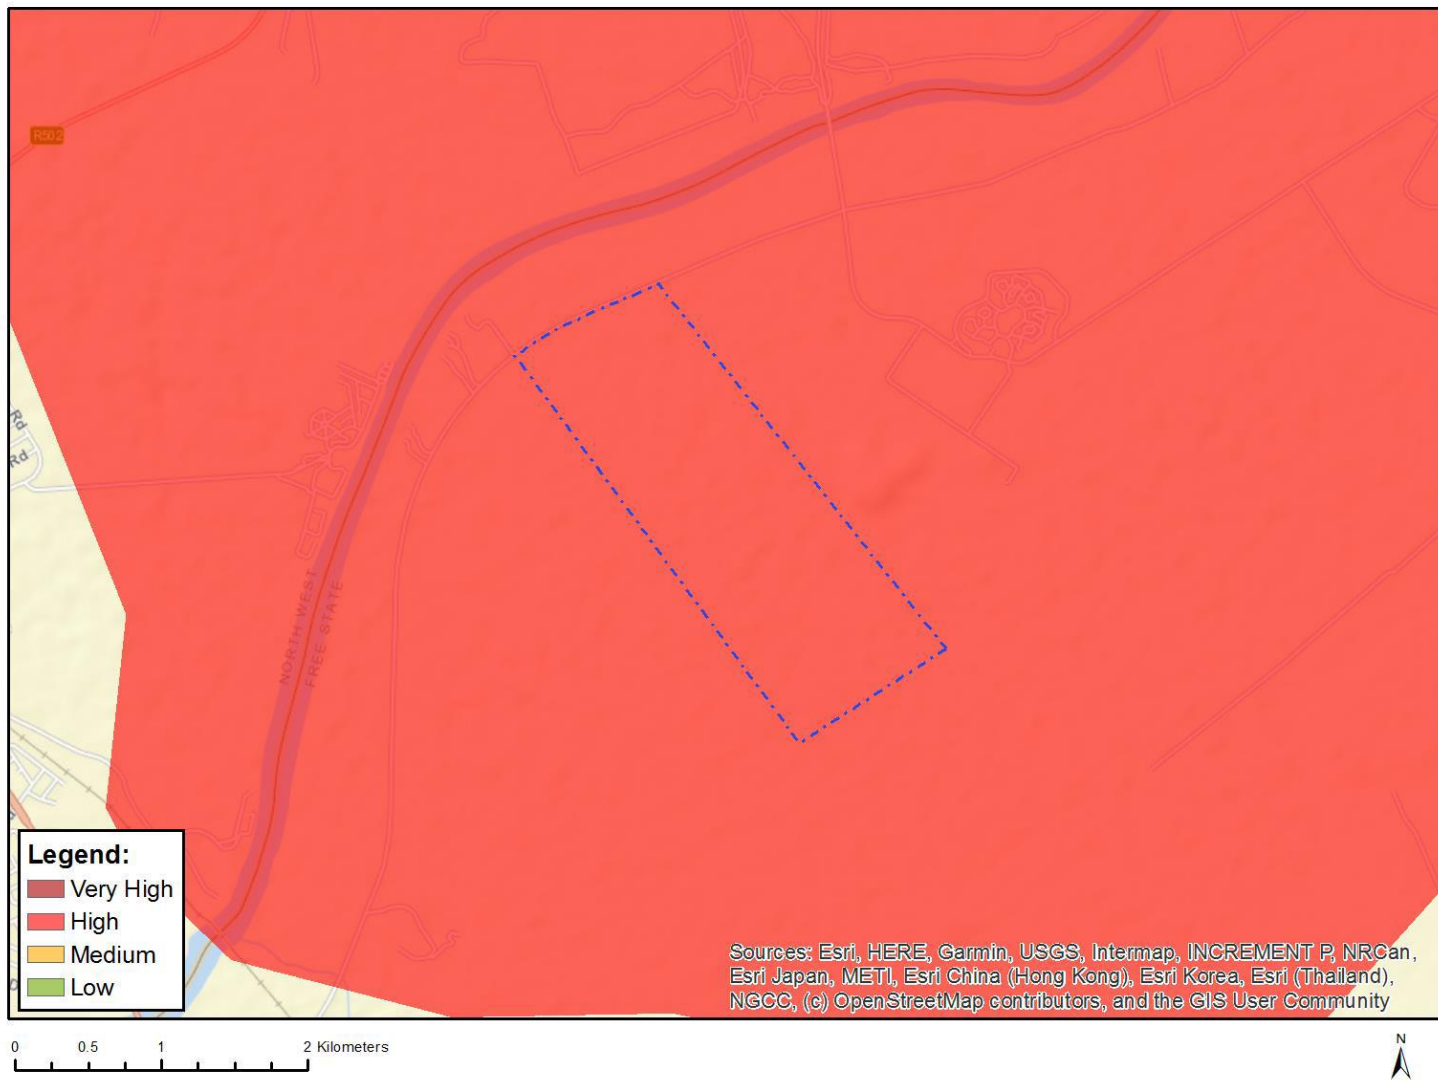 R502
Rd
Rd
NORTH WEST
FREE STATE
Legend:
Very High
High
Medium
Low
Sources: Esri, HERE, Garmin, USGS, Intermap, INCREMENT P, NRCan,
Esri Japan, METI, Esri China (Hong Kong), Esri Korea, Esri (Thailand),
NGCC, (c) OpenStreetMap contributors, and the GIS User Community
0 0.5 1 2 Kilometers
N